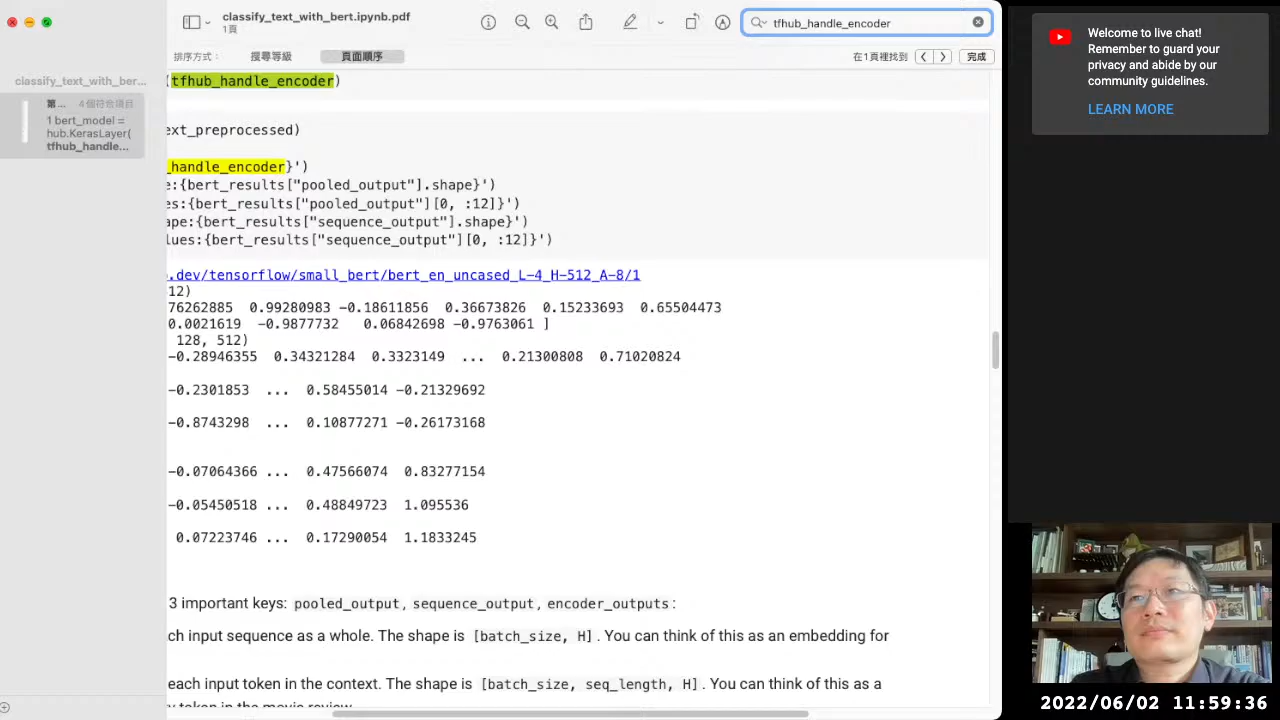 classify_text_with_bert.ipynb.pdf
1頁
tfhub_handle_encoder
排序方式：
搜尋等級
頁面順序
在1頁裡找到
完成
classify_text_with_ber...
第... 4個符合項目
1 bert_model =
hub.KerasLayer(
tfhub_handle...
(tfhub_handle_encoder)
ext_preprocessed)
_handle_encoder}')
e:{bert_results["pooled_output"].shape}')
es:{bert_results["pooled_output"][0, :12]}')
ape:{bert_results["sequence_output"].shape}')
lues:{bert_results["sequence_output"][0, :12]}')
.dev/tensorflow/small_bert/bert_en_uncased_L-4_H-512_A-8/1
12)
76262885 0.99280983 -0.18611856 0.36673826 0.15233693 0.65504473
0.0021619 -0.9877732 0.06842698 -0.9763061 ]
128, 512)
-0.28946355 0.34321284 0.3323149 ... 0.21300808 0.71020824
-0.2301853 ... 0.58455014 -0.21329692
-0.8743298 ... 0.10877271 -0.26173168
-0.07064366 ... 0.47566074 0.83277154
-0.05450518 ... 0.48849723 1.095536
0.07223746 ... 0.17290054 1.1833245
3 important keys: pooled_output, sequence_output, encoder_outputs:
ch input sequence as a whole. The shape is [batch_size, H]. You can think of this as an embedding for
each input token in the context. The shape is [batch_size, seq_length, H]. You can think of this as a
y token in the movie review.
Welcome to live chat!
Remember to guard your
privacy and abide by our
community guidelines.
LEARN MORE
2022/06/02 11:59:36